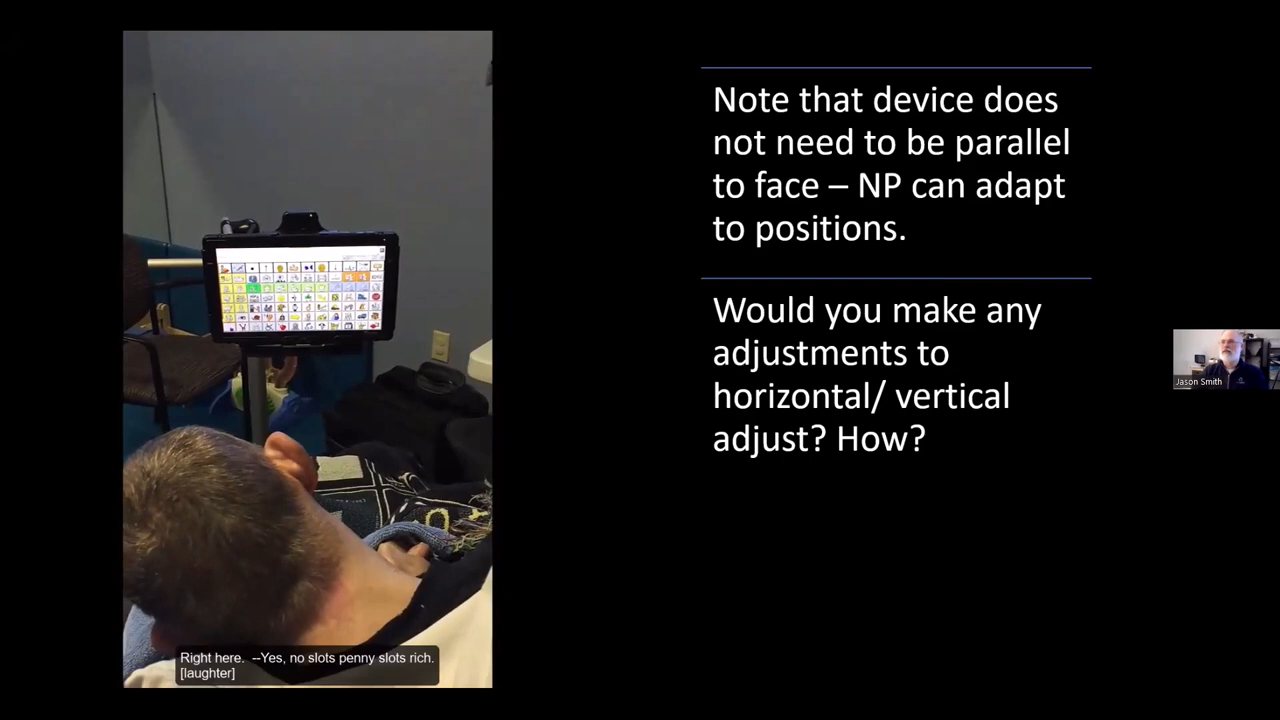 Note that device does
not need to be parallel
to face – NP can adapt
to positions.
Would you make any
adjustments to
horizontal/ vertical
adjust? How?
Jason Smith
Right here.  --Yes, no slots penny slots rich.
[laughter]